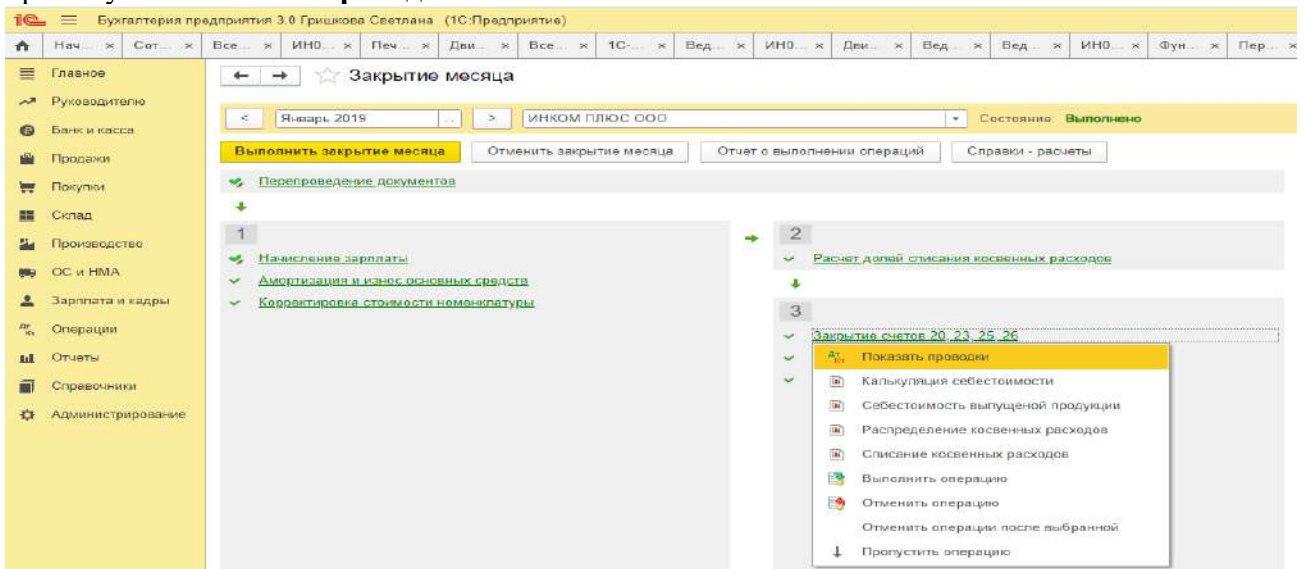 Бухгалтерия предприятия 3.0 Гришкова Светлана (1С:Предприятие)
Нач... × Сот... × Все... × ИН0... × Печ... × Дви... × Все... × 1С-... × Вед... × ИН0... × Дви... × Вед... × Вед... × ИН0... × Фун... × Пер... ×
Главное
Руководителю
Банк и касса
Продажи
Покупки
Склад
Производство
ОС и НМА
Зарплата и кадры
Операции
Отчеты
Справочники
Администрирование
Закрытие месяца
< Январь 2019 ... > ИНКОМ ПЛЮС ООО Состояние: Выполнено
Выполнить закрытие месяца Отменить закрытие месяца Отчет о выполнении операций Справки - расчеты
Перепроведение документов
1
Начисление зарплаты
Амортизация и износ основных средств
Корректировка стоимости номенклатуры
2
Расчет долей списания косвенных расходов
3
Закрытие счетов 20, 23, 25, 26
Показать проводки
Калькуляция себестоимости
Себестоимость выпущеной продукции
Распределение косвенных расходов
Списание косвенных расходов
Выполнить операцию
Отменить операцию
Отменить операции после выбранной
Пропустить операцию